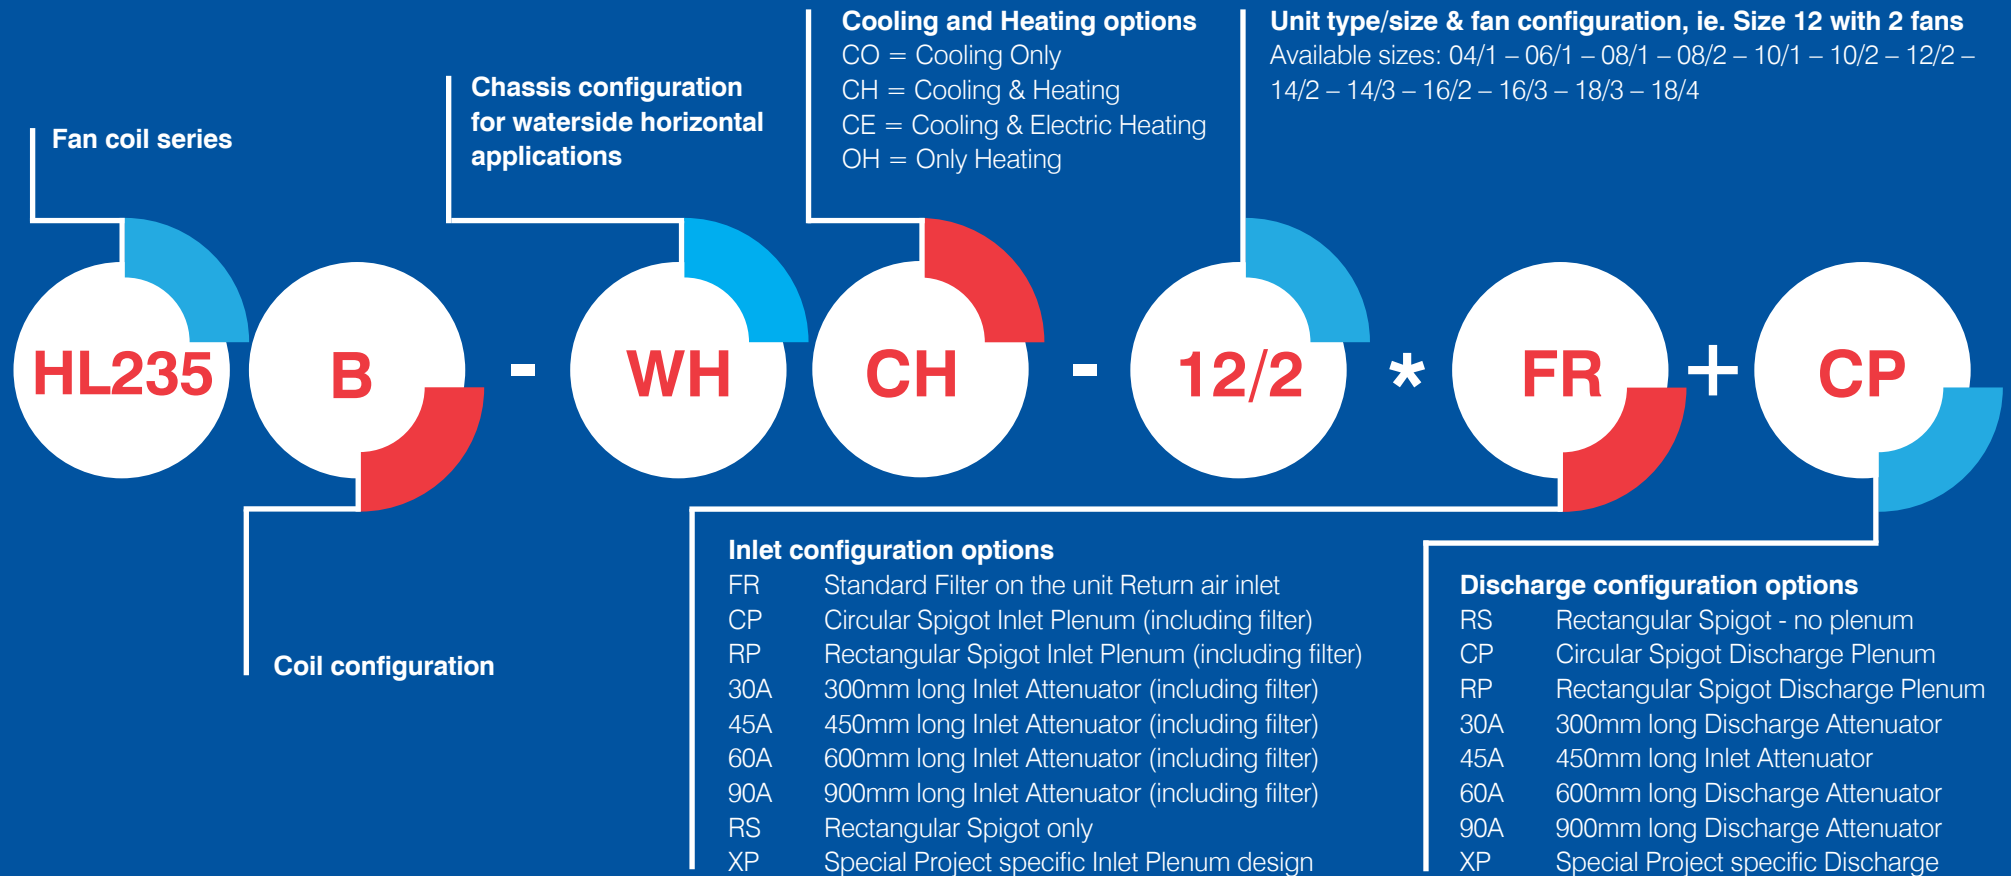 Cooling and Heating options
CO = Cooling Only
CH = Cooling & Heating
CE = Cooling & Electric Heating
OH = Only Heating
Unit type/size & fan configuration, ie. Size 12 with 2 fans
Available sizes: 04/1 – 06/1 – 08/1 – 08/2 – 10/1 – 10/2 – 12/2 –
14/2 – 14/3 – 16/2 – 16/3 – 18/3 – 18/4
Chassis configuration
for waterside horizontal
applications
Fan coil series
HL235 B - WH CH - 12/2 * FR + CP
Coil configuration
Inlet configuration options
FR Standard Filter on the unit Return air inlet
CP Circular Spigot Inlet Plenum (including filter)
RP Rectangular Spigot Inlet Plenum (including filter)
30A 300mm long Inlet Attenuator (including filter)
45A 450mm long Inlet Attenuator (including filter)
60A 600mm long Inlet Attenuator (including filter)
90A 900mm long Inlet Attenuator (including filter)
RS Rectangular Spigot only
XP Special Project specific Inlet Plenum design
Discharge configuration options
RS Rectangular Spigot - no plenum
CP Circular Spigot Discharge Plenum
RP Rectangular Spigot Discharge Plenum
30A 300mm long Discharge Attenuator
45A 450mm long Inlet Attenuator
60A 600mm long Discharge Attenuator
90A 900mm long Discharge Attenuator
XP Special Project specific Discharge